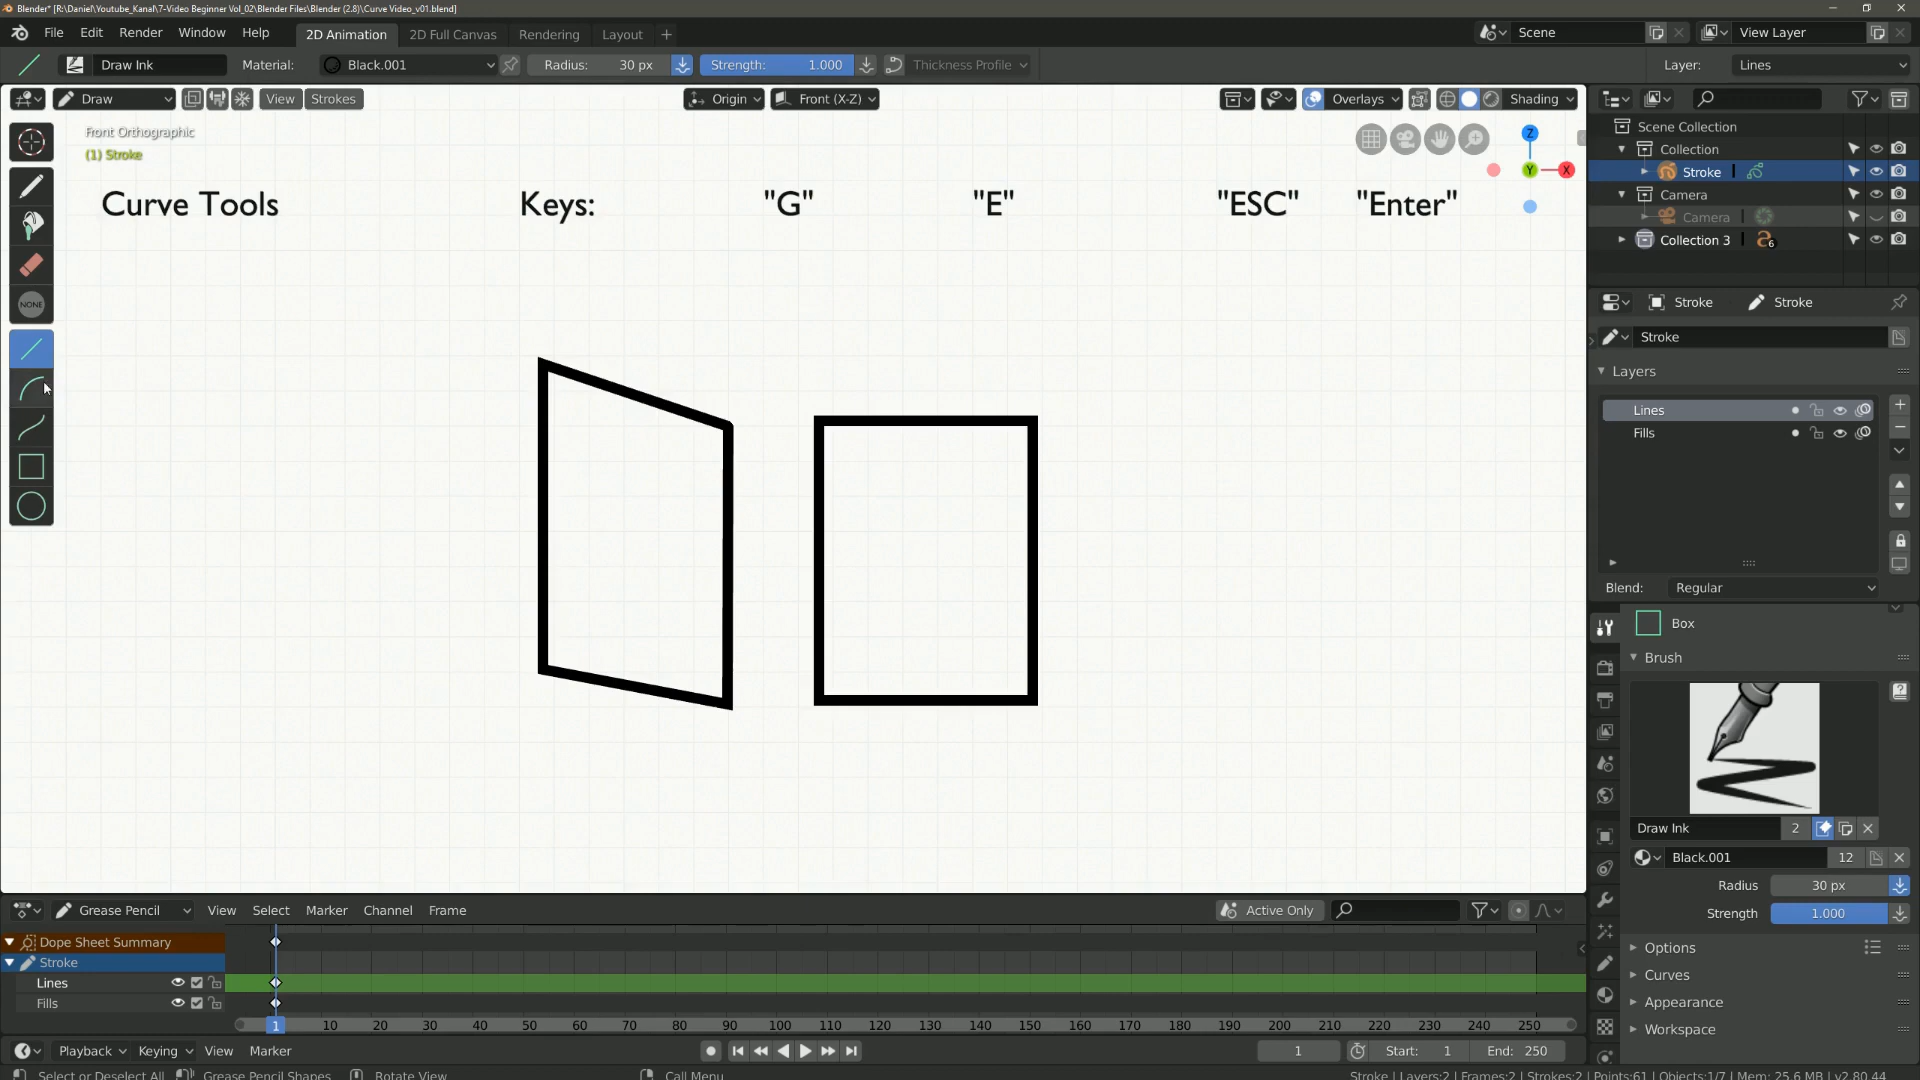 Blender* [R:\Daniel\Youtube_Kanal\7-Video Beginner Vol_02\Blender Files\Blender (2.8)\Curve Video_v01.blend]
File Edit Render Window Help 2D Animation 2D Full Canvas Rendering Layout + Scene View Layer
Draw Ink Material: Black.001 Radius: 30 px Strength: 1.000 Thickness Profile Layer: Lines
Draw View Strokes Origin Front (X-Z) Overlays Shading
Front Orthographic
(1) Stroke
Z
Y X
Curve Tools Keys: "G" "E" "ESC" "Enter"
NONE
Scene Collection
Collection
Stroke
Camera
Camera
Collection 3 6
Stroke Stroke
Stroke
Layers
Lines
Fills
Blend: Regular
Box
Brush
Draw Ink 2
Black.001 12
Radius 30 px
Strength 1.000
Options
Curves
Appearance
Workspace
Grease Pencil View Select Marker Channel Frame Active Only
Dope Sheet Summary
Stroke
Lines
Fills
1 10 20 30 40 50 60 70 80 90 100 110 120 130 140 150 160 170 180 190 200 210 220 230 240 250
Playback Keying View Marker 1 Start: 1 End: 250
Select or Deselect All Grease Pencil Shapes Rotate View Call Menu Stroke | Layers:2 | Frames:2 | Strokes:2 | Points:61 | Objects:1/7 | Mem: 25.6 MB | v2.80.44